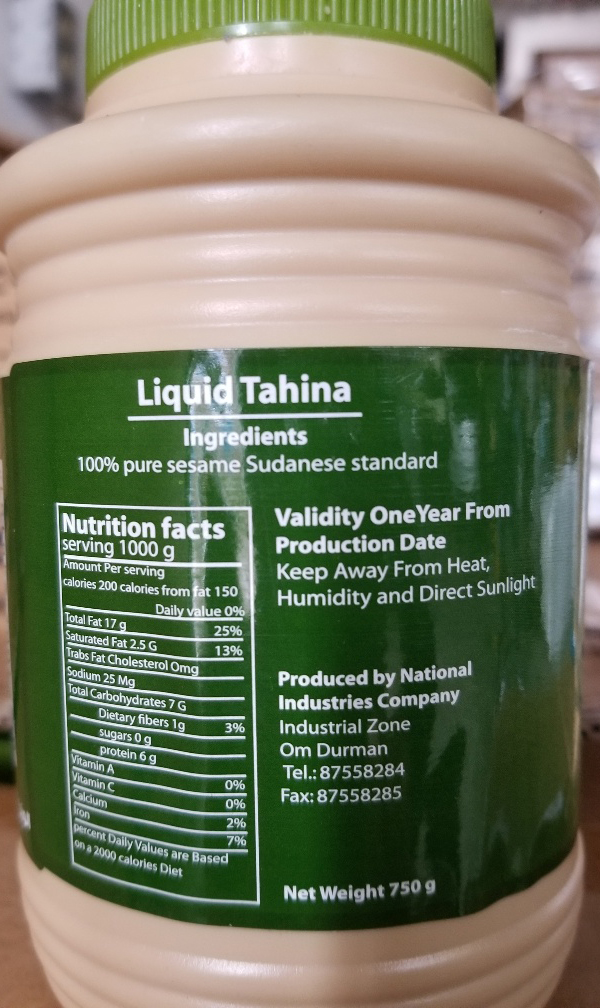 Liquid Tahina
Ingredients
100% pure sesame Sudanese standard
Nutrition facts
serving 1000 g
Amount Per serving
calories 200 calories from fat 150
Daily value 0%
Total Fat 17 g 25%
Saturated Fat 2.5 G 13%
Trabs Fat Cholesterol Omg
Sodium 25 Mg
Total Carbohydrates 7 G
Dietary fibers 1g 3%
sugars 0 g
protein 6 g
Vitamin A 0%
Vitamin C 0%
Calcium 2%
Iron 7%
percent Daily Values are Based
on a 2000 calories Diet
Validity OneYear From
Production Date
Keep Away From Heat,
Humidity and Direct Sunlight
Produced by National
Industries Company
Industrial Zone
Om Durman
Tel.: 87558284
Fax: 87558285
Net Weight 750 g